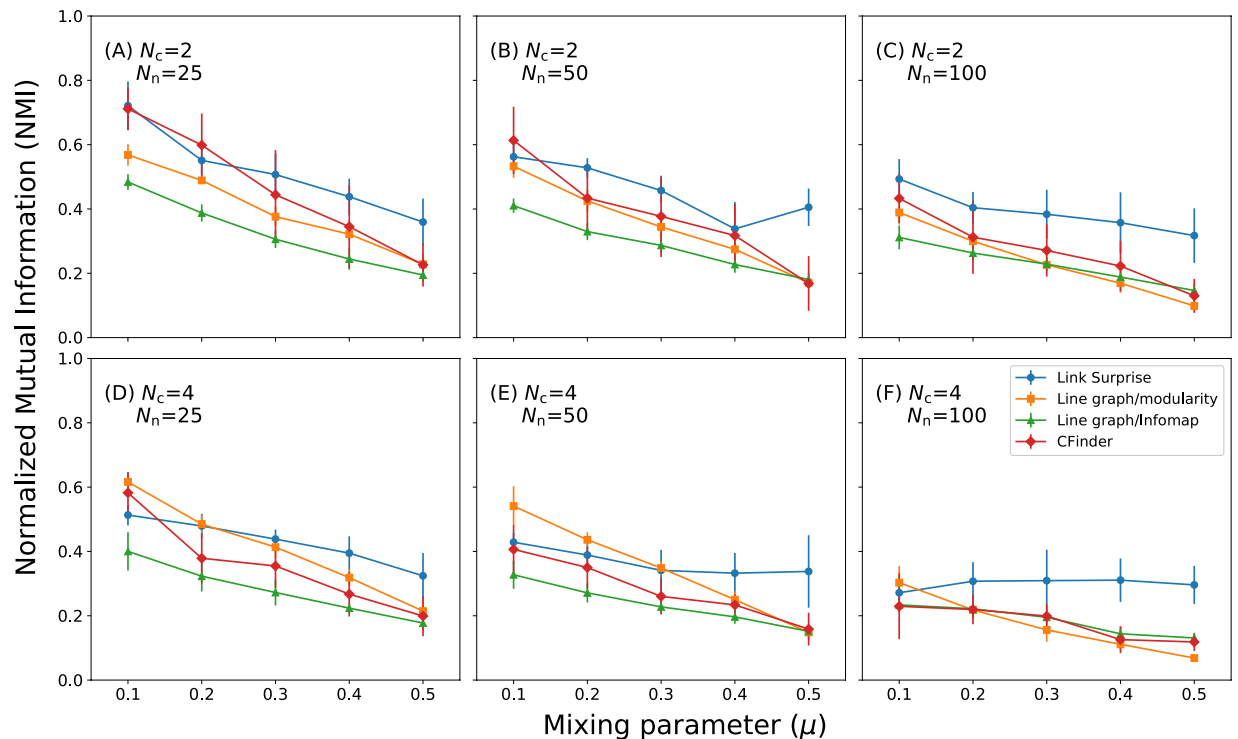 Normalized Mutual Information (NMI)
1.0
0.8
0.6
0.4
0.2
0.0
(A) Nc=2
Nn=25
(B) Nc=2
Nn=50
(C) Nc=2
Nn=100
1.0
0.8
0.6
0.4
0.2
0.0
(D) Nc=4
Nn=25
(E) Nc=4
Nn=50
(F) Nc=4
Nn=100
Link Surprise
Line graph/modularity
Line graph/Infomap
CFinder
0.1 0.2 0.3 0.4 0.5
0.1 0.2 0.3 0.4 0.5
0.1 0.2 0.3 0.4 0.5
Mixing parameter (μ)